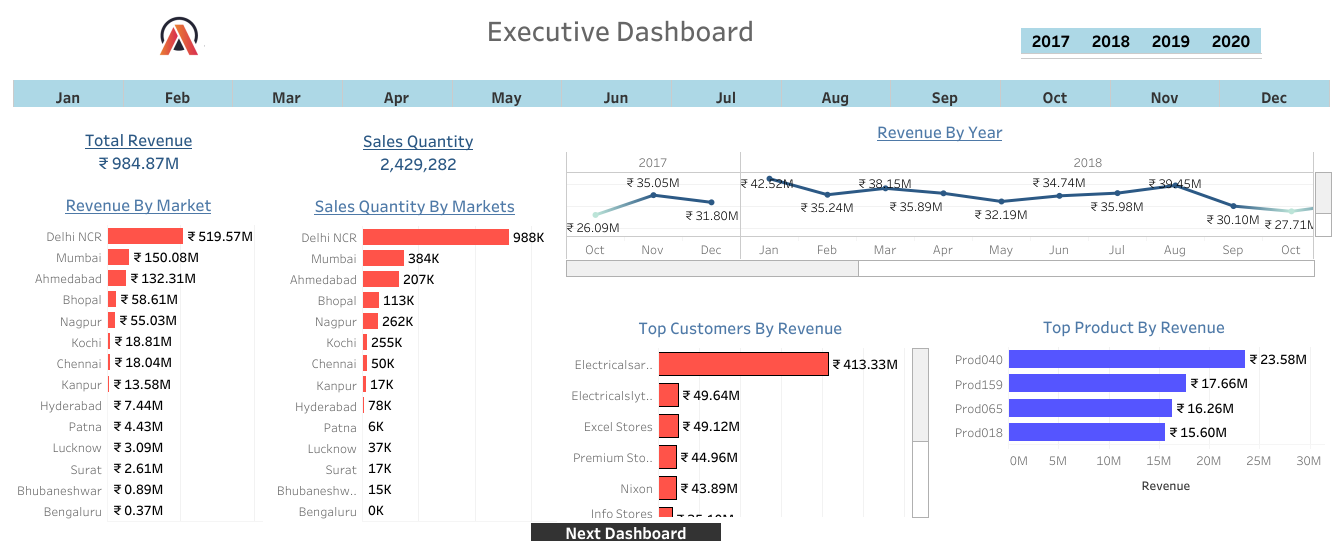 Executive Dashboard
2017 2018 2019 2020
Jan Feb Mar Apr May Jun Jul Aug Sep Oct Nov Dec
Total Revenue
₹ 984.87M
Sales Quantity
2,429,282
Revenue By Market
Delhi NCR ₹ 519.57M
Mumbai ₹ 150.08M
Ahmedabad ₹ 132.31M
Bhopal ₹ 58.61M
Nagpur ₹ 55.03M
Kochi ₹ 18.81M
Chennai ₹ 18.04M
Kanpur ₹ 13.58M
Hyderabad ₹ 7.44M
Patna ₹ 4.43M
Lucknow ₹ 3.09M
Surat ₹ 2.61M
Bhubaneshwar ₹ 0.89M
Bengaluru ₹ 0.37M
Sales Quantity By Markets
Delhi NCR 988K
Mumbai 384K
Ahmedabad 207K
Bhopal 113K
Nagpur 262K
Kochi 255K
Chennai 50K
Kanpur 17K
Hyderabad 78K
Patna 6K
Lucknow 37K
Surat 17K
Bhubaneshw.. 15K
Bengaluru 0K
Revenue By Year
2017 2018
₹ 26.09M ₹ 35.05M ₹ 31.80M ₹ 42.52M ₹ 35.24M ₹ 38.15M ₹ 35.89M ₹ 32.19M ₹ 34.74M ₹ 35.98M ₹ 39.45M ₹ 30.10M ₹ 27.71M
Oct Nov Dec Jan Feb Mar Apr May Jun Jul Aug Sep Oct
Top Customers By Revenue
Electricalsar.. ₹ 413.33M
Electricalslyt.. ₹ 49.64M
Excel Stores ₹ 49.12M
Premium Sto.. ₹ 44.96M
Nixon ₹ 43.89M
Info Stores
Top Product By Revenue
Prod040 ₹ 23.58M
Prod159 ₹ 17.66M
Prod065 ₹ 16.26M
Prod018 ₹ 15.60M
0M 5M 10M 15M 20M 25M 30M
Revenue
Next Dashboard